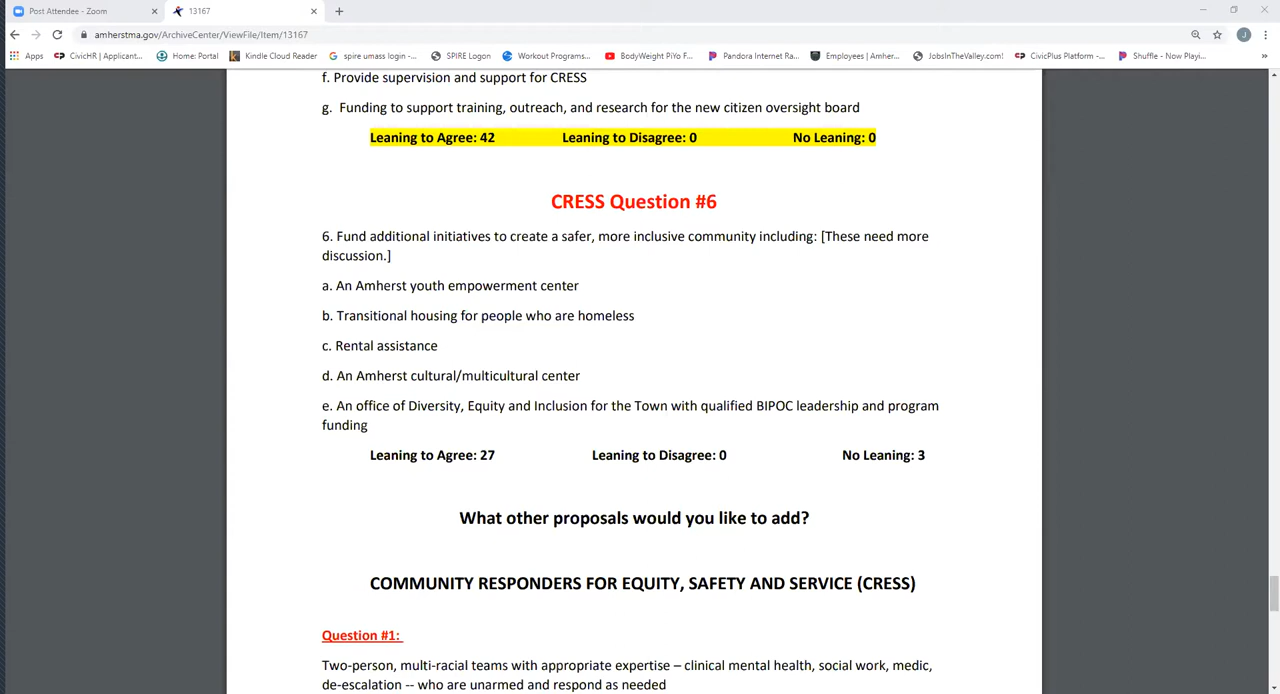 Post Attendee - Zoom
13167
amherstma.gov/ArchiveCenter/ViewFile/Item/13167
Apps CivicHR | Applicant... Home: Portal Kindle Cloud Reader spire umass login -... SPIRE Logon Workout Programs... BodyWeight PiYo F... Pandora Internet Ra... Employees | Amher... JobsInTheValley.com! CivicPlus Platform -... Shuffle - Now Playi...
f. Provide supervision and support for CRESS
g. Funding to support training, outreach, and research for the new citizen oversight board
Leaning to Agree: 42 Leaning to Disagree: 0 No Leaning: 0
CRESS Question #6
6. Fund additional initiatives to create a safer, more inclusive community including: [These need more
discussion.]
a. An Amherst youth empowerment center
b. Transitional housing for people who are homeless
c. Rental assistance
d. An Amherst cultural/multicultural center
e. An office of Diversity, Equity and Inclusion for the Town with qualified BIPOC leadership and program
funding
Leaning to Agree: 27 Leaning to Disagree: 0 No Leaning: 3
What other proposals would you like to add?
COMMUNITY RESPONDERS FOR EQUITY, SAFETY AND SERVICE (CRESS)
Question #1:
Two-person, multi-racial teams with appropriate expertise – clinical mental health, social work, medic,
de-escalation -- who are unarmed and respond as needed